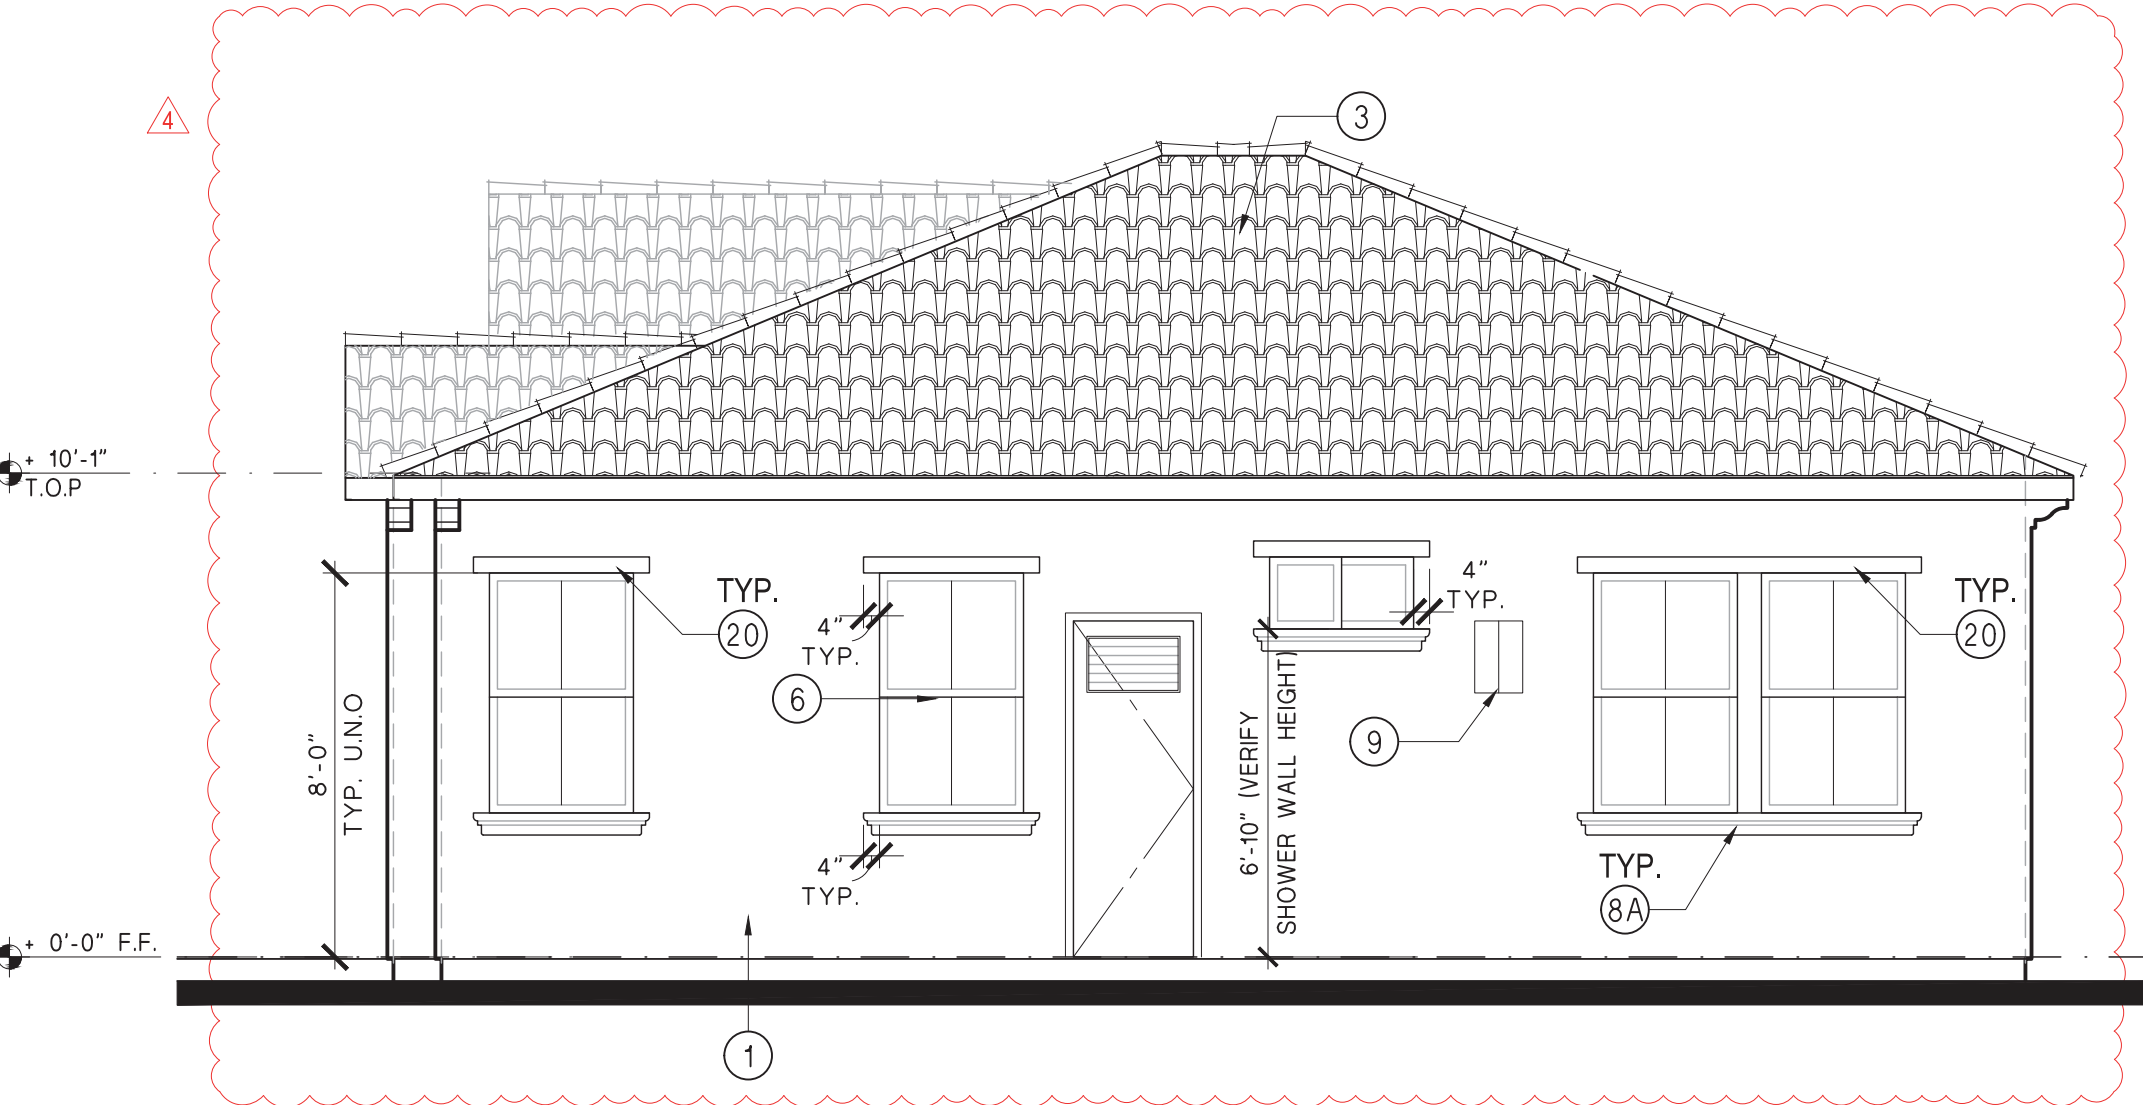 4
3
+ 10'-1"
T.O.P
TYP.
20
4"
TYP.
4"
TYP.
TYP.
20
6
9
8'-0"
TYP. U.N.O
6'-10" (VERIFY
SHOWER WALL HEIGHT)
4"
TYP.
TYP.
8A
+ 0'-0" F.F.
1